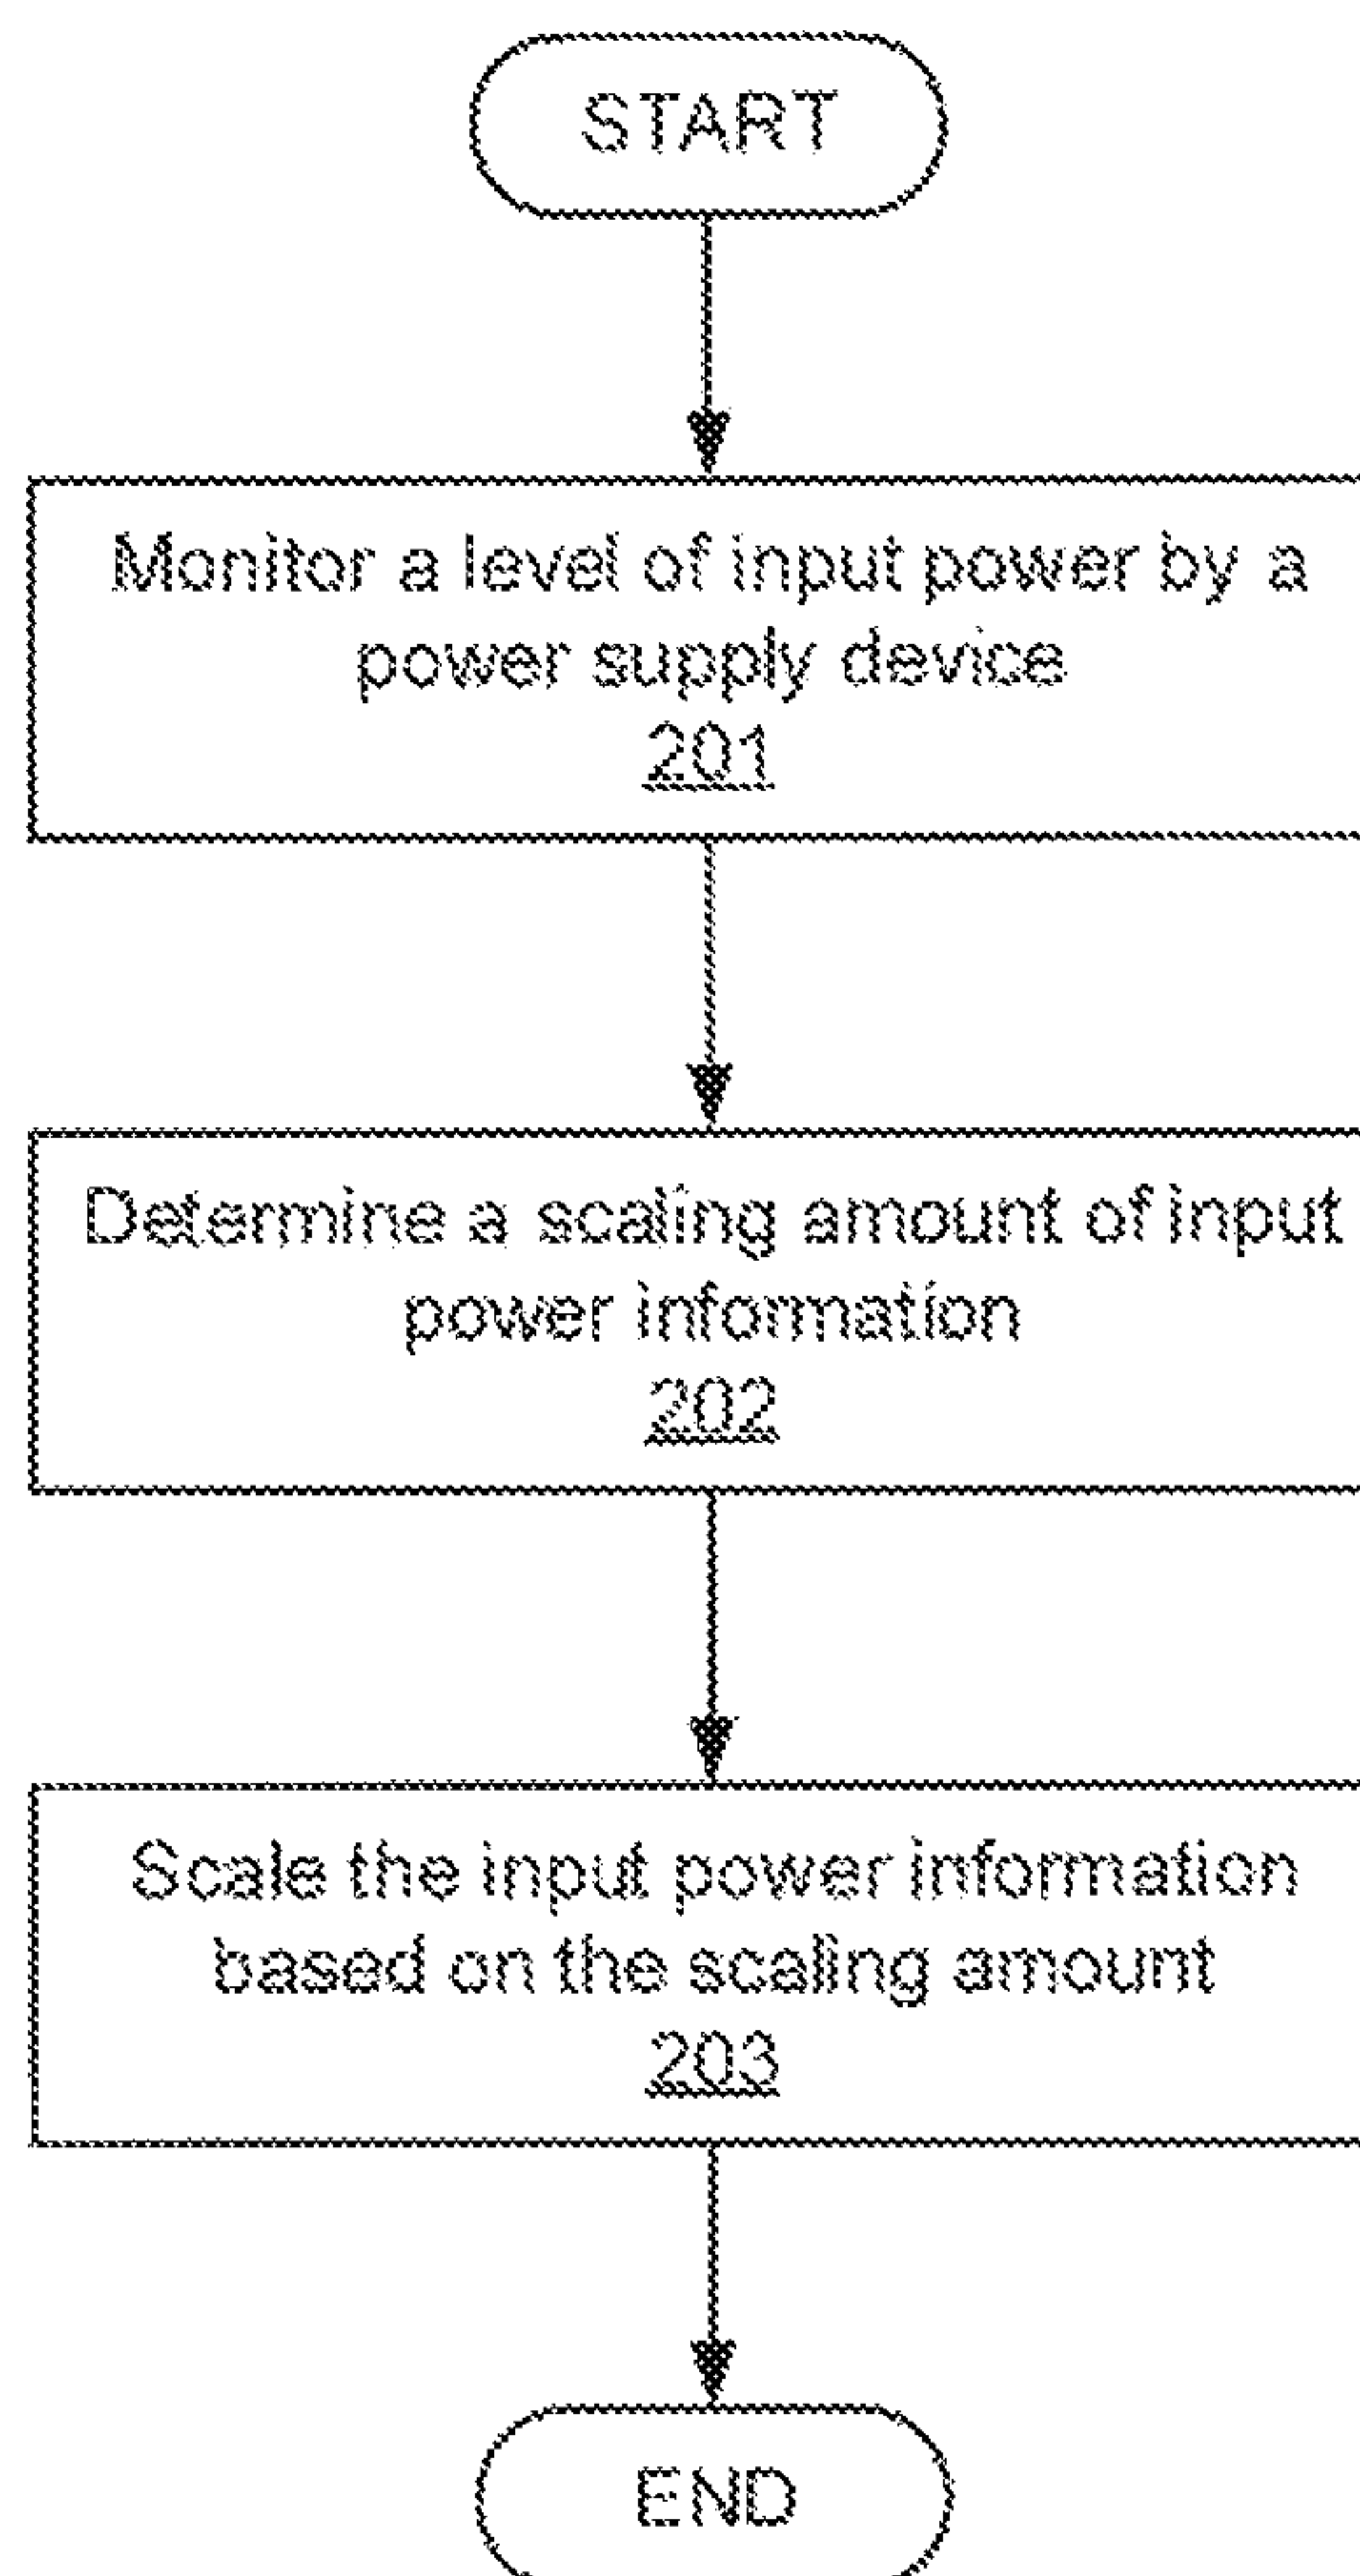 START
Monitor a level of input power by a
power supply device
201
Determine a scaling amount of input
power information
202
Scale the input power information
based on the scaling amount
203
END